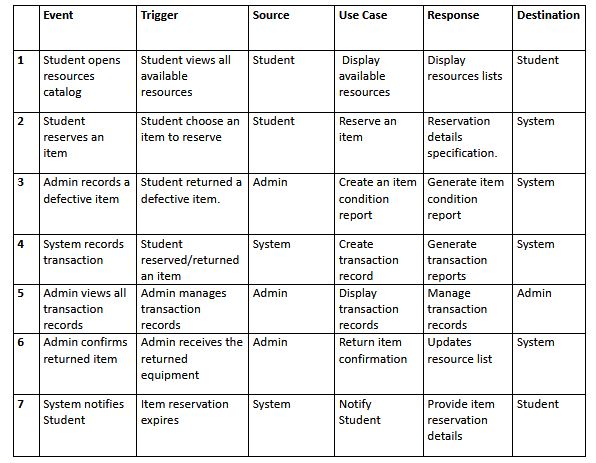 Event Trigger Source Use Case Response Destination
1 Student opens Student views all Student Display Display Student
resources available available resources lists
catalog resources resources
2 Student Student choose an Student Reserve an Reservation System
reserves an item to reserve item details
item specification.
3 Admin records a Student returned a Admin Create an item Generate item System
defective item defective item. condition condition
report report
4 System records Student System Create Generate System
transaction reserved/returned transaction transaction
an item record reports
5 Admin views all Admin manages Admin Display Manage Admin
transaction transaction transaction transaction
records records records records
6 Admin confirms Admin receives the Admin Return item Updates System
returned item returned confirmation resource list
equipment
7 System notifies Item reservation System Notify Provide item Student
Student expires Student reservation
details